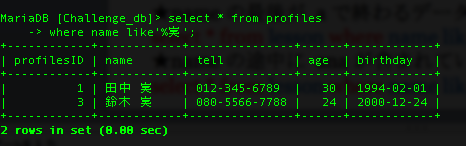 MariaDB [Challenge_db]> select * from profiles
    -> where name like'%実';
+------------+---------+---------------+------+------------+
| profilesID | name    | tell          | age  | birthday   |
+------------+---------+---------------+------+------------+
|          1 | 田中 実 | 012-345-6789  |   30 | 1994-02-01 |
|          3 | 鈴木 実 | 080-5566-7788 |   24 | 2000-12-24 |
+------------+---------+---------------+------+------------+
2 rows in set (0.00 sec)